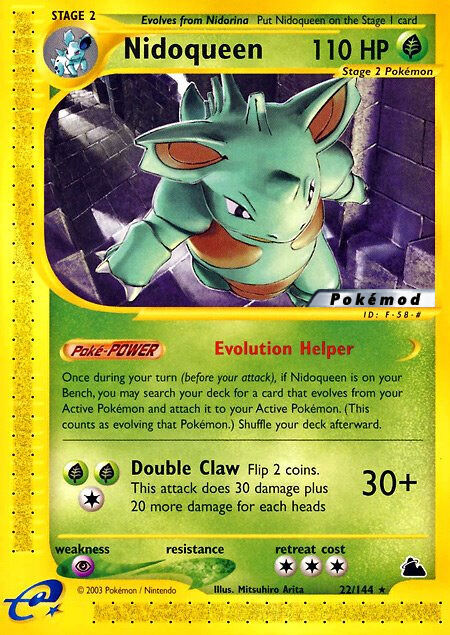 STAGE 2
Evolves from Nidorina Put Nidoqueen on the Stage 1 card
Nidoqueen 110 HP
Stage 2 Pokémon
Pokémod
ID: F-58-#
Poké-POWER Evolution Helper
Once during your turn (before your attack), if Nidoqueen is on your
Bench, you may search your deck for a card that evolves from your
Active Pokémon and attach it to your Active Pokémon. (This
counts as evolving that Pokémon.) Shuffle your deck afterward.
Double Claw Flip 2 coins.
This attack does 30 damage plus
20 more damage for each heads
30+
weakness resistance retreat cost
© 2003 Pokémon / Nintendo Illus. Mitsuhiro Arita 22/144 ★
e